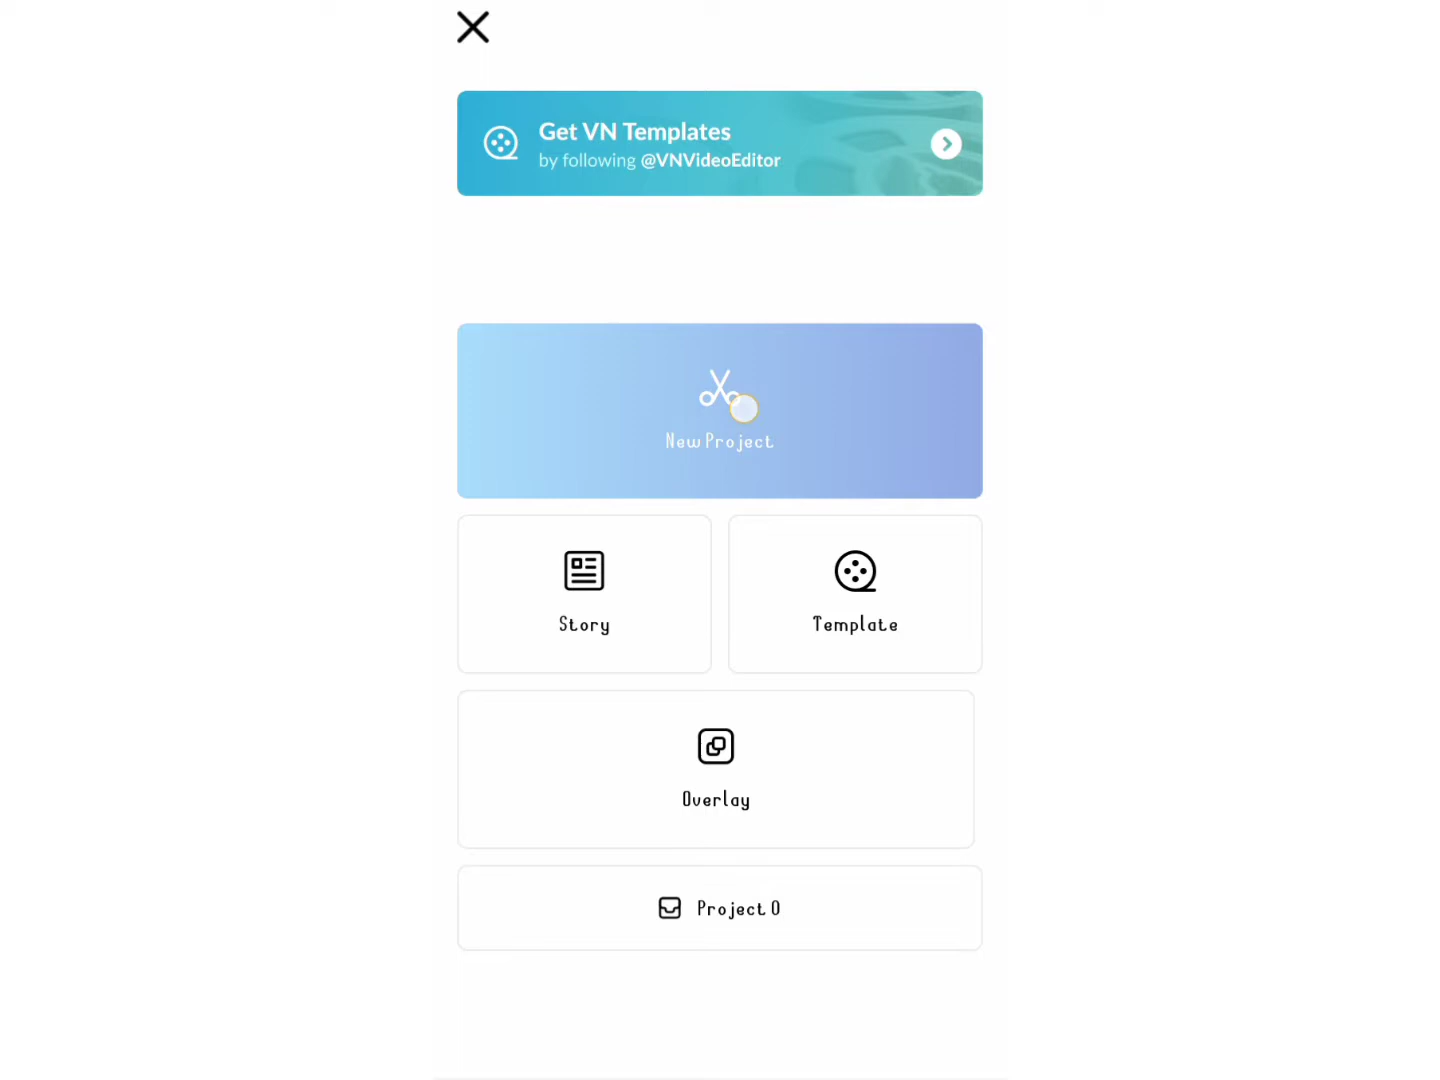 Get VN Templates
by following @VNVideoEditor
New Project
Story
Template
Overlay
Project 0